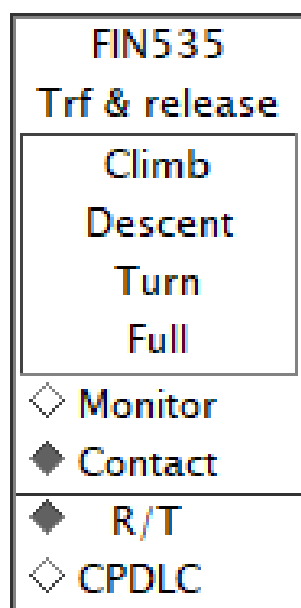 FIN535
Trf & release
Climb
Descent
Turn
Full
Monitor
Contact
R/T
CPDLC